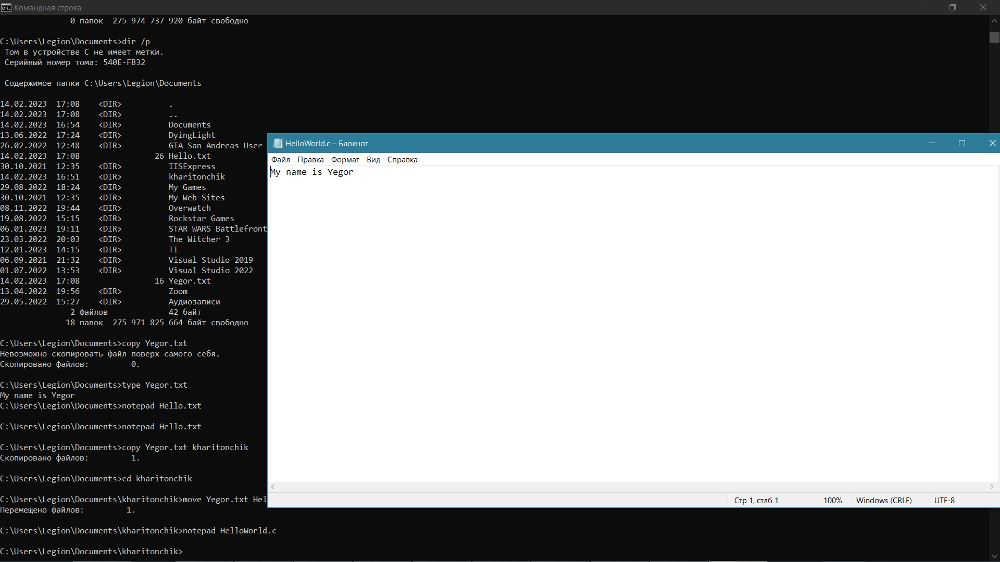 Командная строка
0 папок  275 974 737 920 байт свободно
C:\Users\Legion\Documents>dir /p
Том в устройстве C не имеет метки.
Серийный номер тома: 540E-FB32
Содержимое папки C:\Users\Legion\Documents
14.02.2023  17:08    <DIR>          .
14.02.2023  17:08    <DIR>          ..
14.02.2023  16:54    <DIR>          Documents
13.06.2022  17:24    <DIR>          DyingLight
26.02.2022  12:48    <DIR>          GTA San Andreas User
14.02.2023  17:08                26 Hello.txt
30.10.2021  12:35    <DIR>          IISExpress
14.02.2023  16:51    <DIR>          kharitonchik
29.08.2022  18:24    <DIR>          My Games
30.10.2021  12:35    <DIR>          My Web Sites
08.11.2022  19:44    <DIR>          Overwatch
19.08.2022  15:15    <DIR>          Rockstar Games
06.01.2023  19:11    <DIR>          STAR WARS Battlefront
23.03.2022  20:03    <DIR>          The Witcher 3
12.01.2023  14:15    <DIR>          TI
06.09.2021  21:32    <DIR>          Visual Studio 2019
01.07.2022  13:53    <DIR>          Visual Studio 2022
14.02.2023  17:08                16 Yegor.txt
13.04.2022  19:56    <DIR>          Zoom
29.05.2022  15:27    <DIR>          Аудиозаписи
2 файлов             42 байт
18 папок  275 971 825 664 байт свободно
C:\Users\Legion\Documents>copy Yegor.txt
Невозможно скопировать файл поверх самого себя.
Скопировано файлов:         0.
C:\Users\Legion\Documents>type Yegor.txt
My name is Yegor
C:\Users\Legion\Documents>notepad Hello.txt
C:\Users\Legion\Documents>notepad Hello.txt
C:\Users\Legion\Documents>copy Yegor.txt kharitonchik
Скопировано файлов:         1.
C:\Users\Legion\Documents>cd kharitonchik
C:\Users\Legion\Documents\kharitonchik>move Yegor.txt Hel
Перемещено файлов:         1.
C:\Users\Legion\Documents\kharitonchik>notepad HelloWorld.c
C:\Users\Legion\Documents\kharitonchik>
HelloWorld.c – Блокнот
Файл Правка Формат Вид Справка
My name is Yegor
Стр 1, стлб 1 100% Windows (CRLF) UTF-8